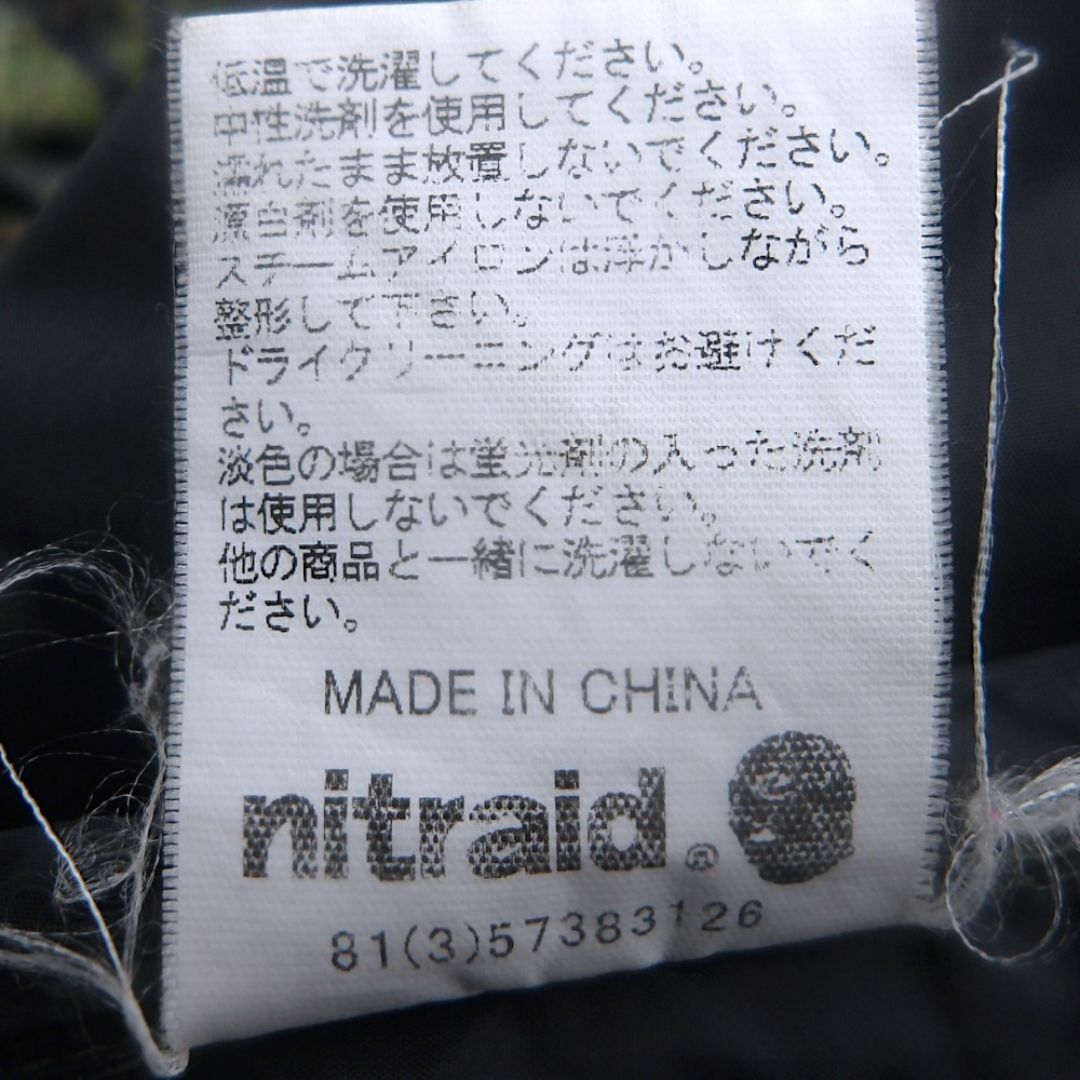 低温で洗濯してください。
中性洗剤を使用してください。
濡れたまま放置しないでください。
漂白剤を使用しないでください。
スチームアイロンは浮かしながら
整形して下さい。
ドライクリーニングはお避けくだ
さい。
淡色の場合は蛍光剤の入った洗剤
は使用しないでください。
他の商品と一緒に洗濯しないでく
ださい。
MADE IN CHINA
nitraid®
81(3)57383126